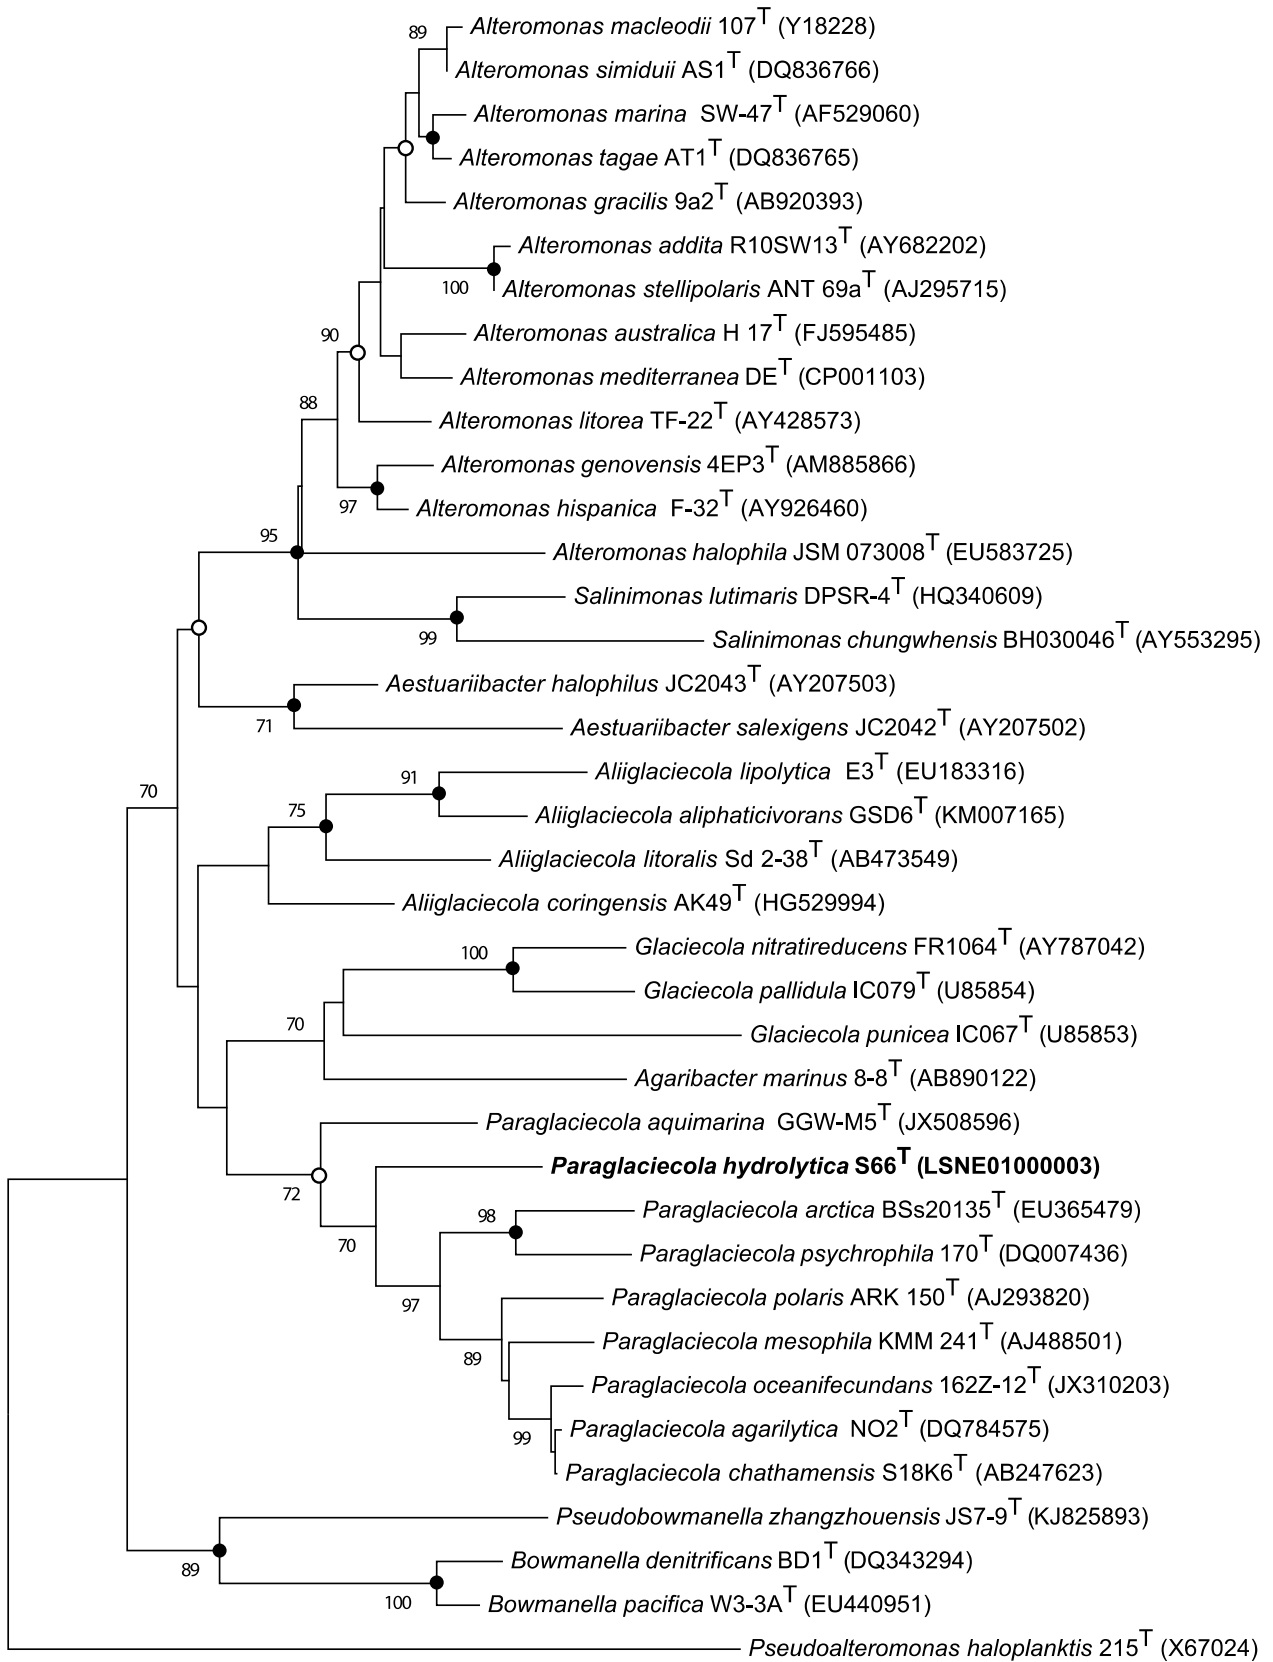 89
Alteromonas macleodii 107T (Y18228)
Alteromonas simiduii AS1T (DQ836766)
Alteromonas marina SW-47T (AF529060)
Alteromonas tagae AT1T (DQ836765)
Alteromonas gracilis 9a2T (AB920393)
Alteromonas addita R10SW13T (AY682202)
100
Alteromonas stellipolaris ANT 69aT (AJ295715)
90
Alteromonas australica H 17T (FJ595485)
Alteromonas mediterranea DET (CP001103)
88
Alteromonas litorea TF-22T (AY428573)
Alteromonas genovensis 4EP3T (AM885866)
97
Alteromonas hispanica F-32T (AY926460)
95
Alteromonas halophila JSM 073008T (EU583725)
Salinimonas lutimaris DPSR-4T (HQ340609)
99
Salinimonas chungwhensis BH030046T (AY553295)
Aestuariibacter halophilus JC2043T (AY207503)
71
Aestuariibacter salexigens JC2042T (AY207502)
91
Aliiglaciecola lipolytica E3T (EU183316)
70
75
Aliiglaciecola aliphaticivorans GSD6T (KM007165)
Aliiglaciecola litoralis Sd 2-38T (AB473549)
Aliiglaciecola coringensis AK49T (HG529994)
100
Glaciecola nitratireducens FR1064T (AY787042)
Glaciecola pallidula IC079T (U85854)
70
Glaciecola punicea IC067T (U85853)
Agaribacter marinus 8-8T (AB890122)
Paraglaciecola aquimarina GGW-M5T (JX508596)
Paraglaciecola hydrolytica S66T (LSNE01000003)
72
Paraglaciecola arctica BSs20135T (EU365479)
98
70
Paraglaciecola psychrophila 170T (DQ007436)
97
Paraglaciecola polaris ARK 150T (AJ293820)
89
Paraglaciecola mesophila KMM 241T (AJ488501)
Paraglaciecola oceanifecundans 162Z-12T (JX310203)
99
Paraglaciecola agarilytica NO2T (DQ784575)
Paraglaciecola chathamensis S18K6T (AB247623)
Pseudobowmanella zhangzhouensis JS7-9T (KJ825893)
89
Bowmanella denitrificans BD1T (DQ343294)
100
Bowmanella pacifica W3-3AT (EU440951)
Pseudoalteromonas haloplanktis 215T (X67024)